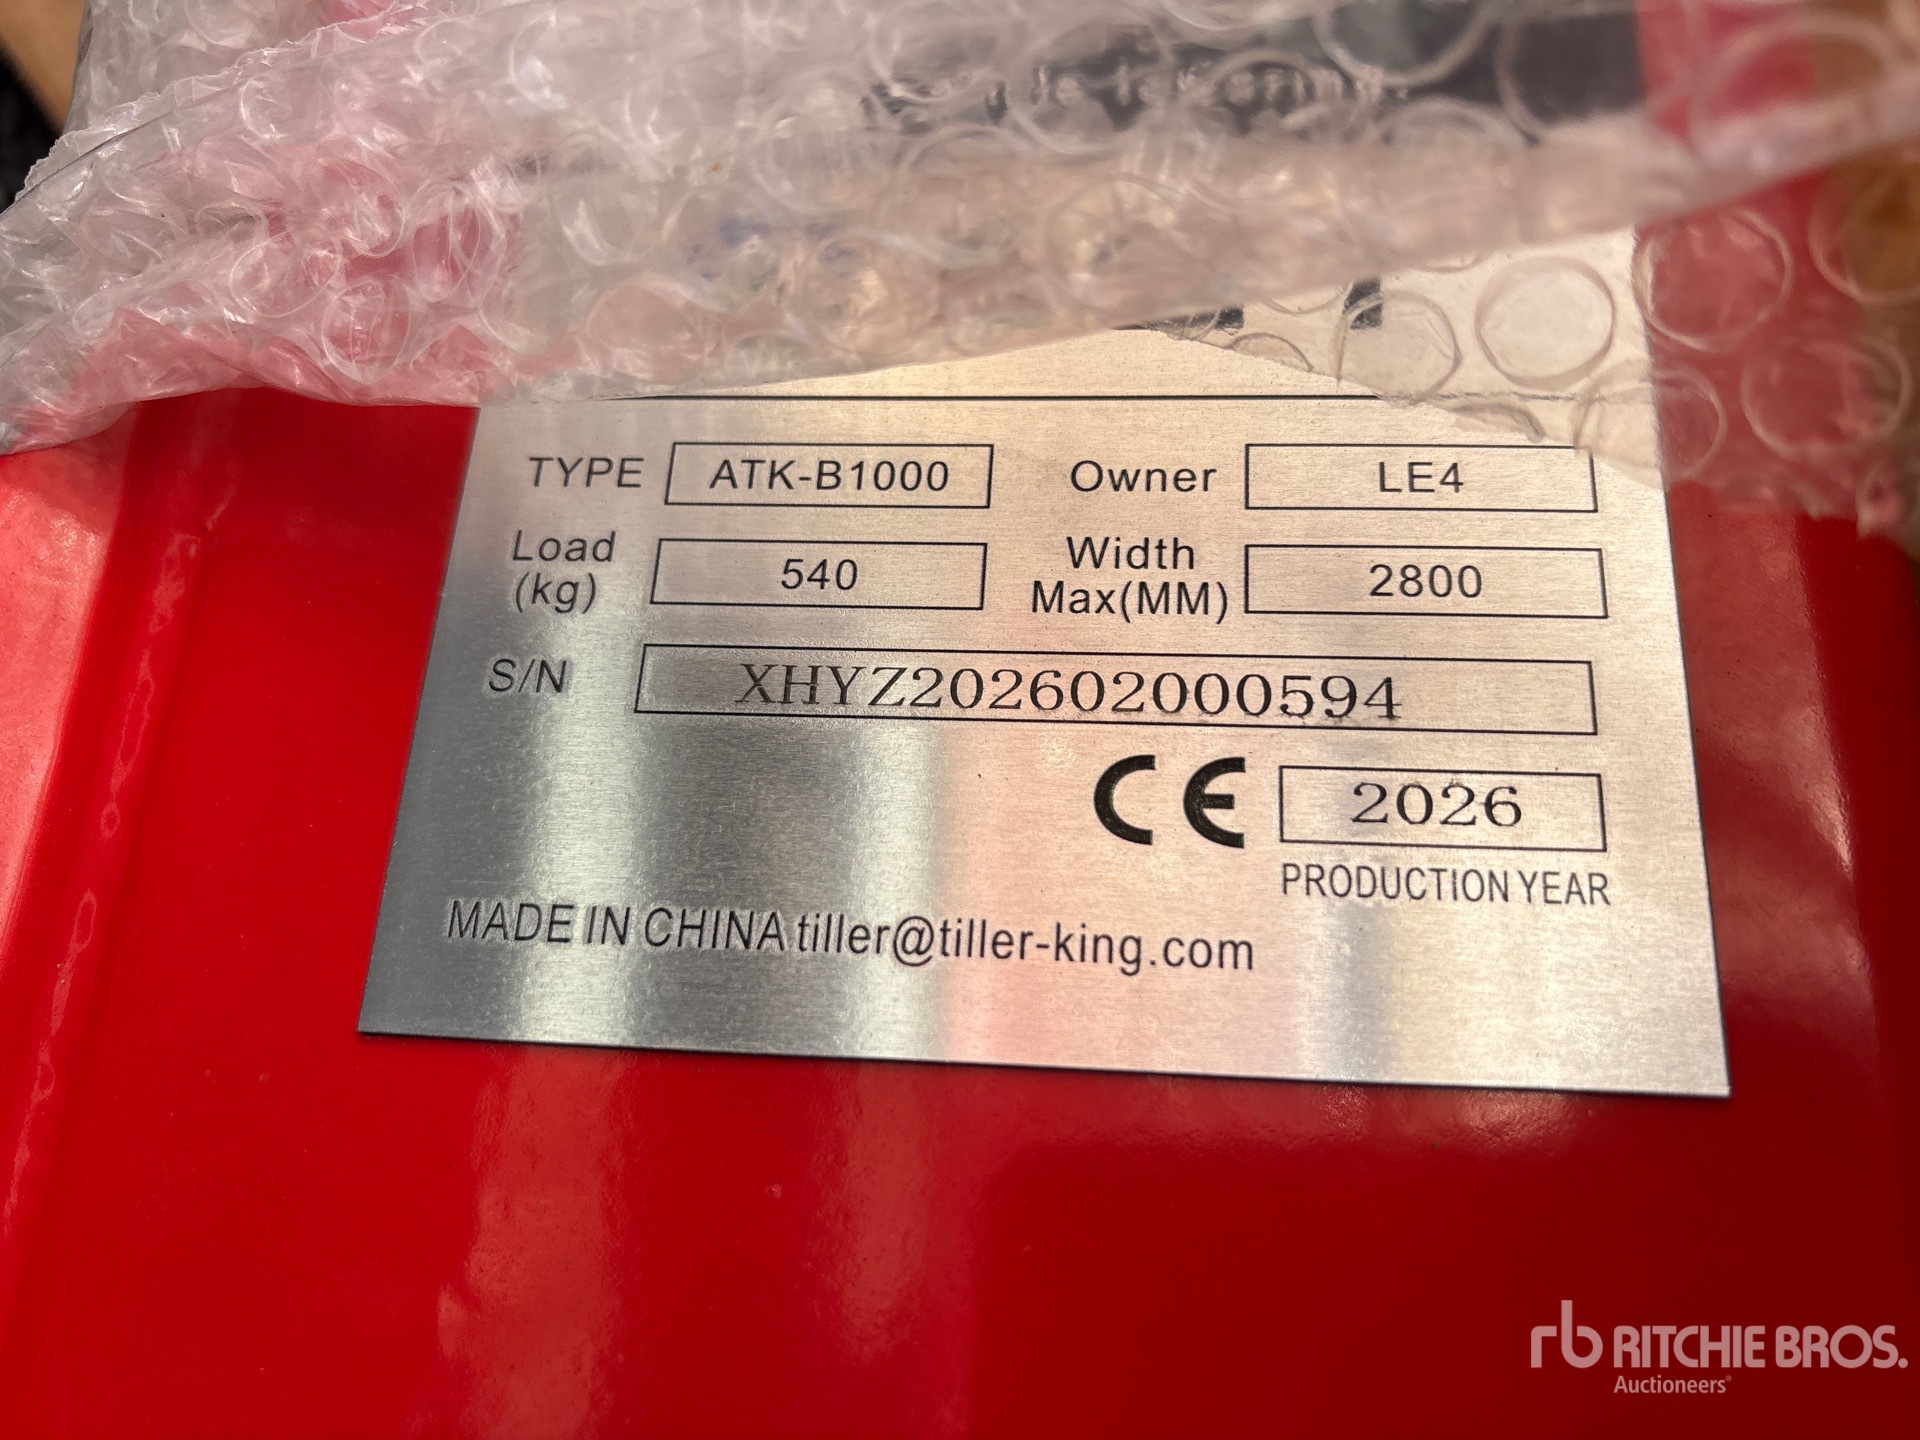 TYPE ATK-B1000 Owner LE4
Load (kg) 540 Width Max(MM) 2800
S/N XHYZ202602000594
CE 2026
PRODUCTION YEAR
MADE IN CHINA tiller@tiller-king.com
rb RITCHIE BROS.
Auctioneers